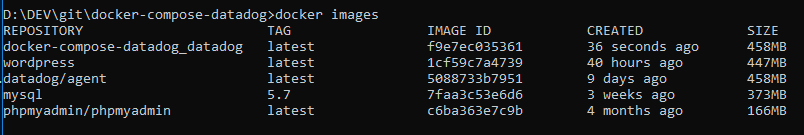 D:\DEV\git\docker-compose-datadog>docker images
REPOSITORY TAG IMAGE ID CREATED SIZE
docker-compose-datadog_datadog latest f9e7ec035361 36 seconds ago 458MB
wordpress latest 1cf59c7a4739 40 hours ago 447MB
datadog/agent latest 5088733b7951 9 days ago 458MB
mysql 5.7 7faa3c53e6d6 3 weeks ago 373MB
phpmyadmin/phpmyadmin latest c6ba363e7c9b 4 months ago 166MB